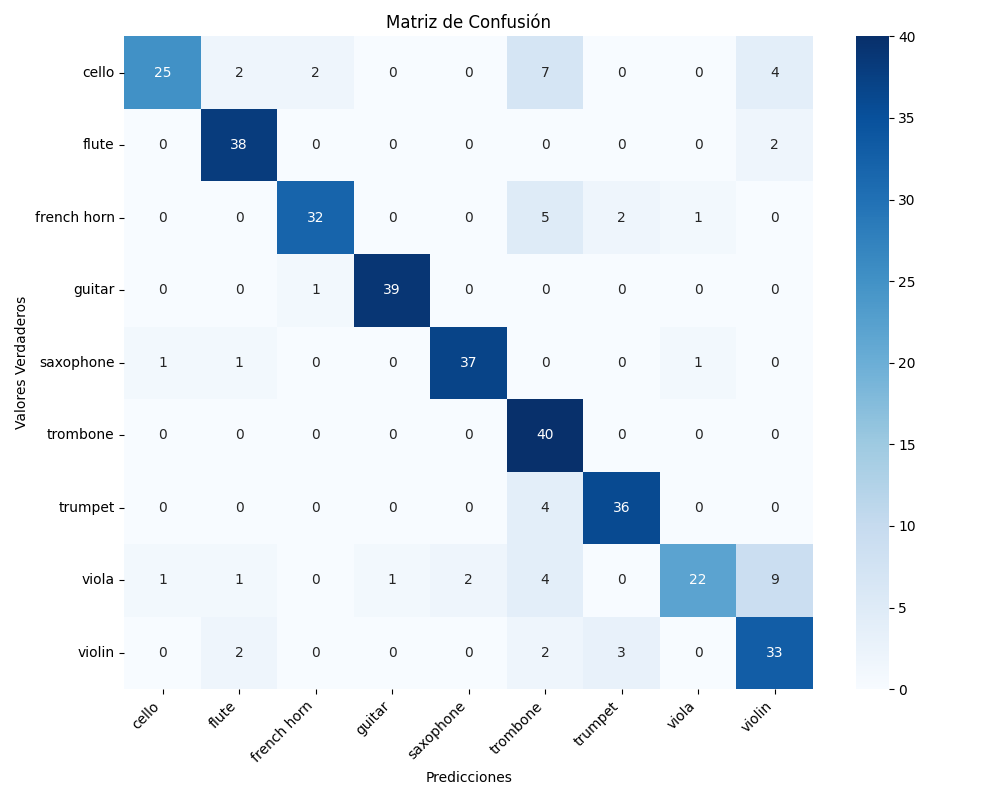 Matriz de Confusión
cello 25 2 2 0 0 7 0 0 4
flute 0 38 0 0 0 0 0 0 2
french horn 0 0 32 0 0 5 2 1 0
guitar 0 0 1 39 0 0 0 0 0
saxophone 1 1 0 0 37 0 0 1 0
trombone 0 0 0 0 0 40 0 0 0
trumpet 0 0 0 0 0 4 36 0 0
viola 1 1 0 1 2 4 0 22 9
violin 0 2 0 0 0 2 3 0 33
cello flute french horn guitar saxophone trombone trumpet viola violin
Predicciones
Valores Verdaderos
40
35
30
25
20
15
10
5
0